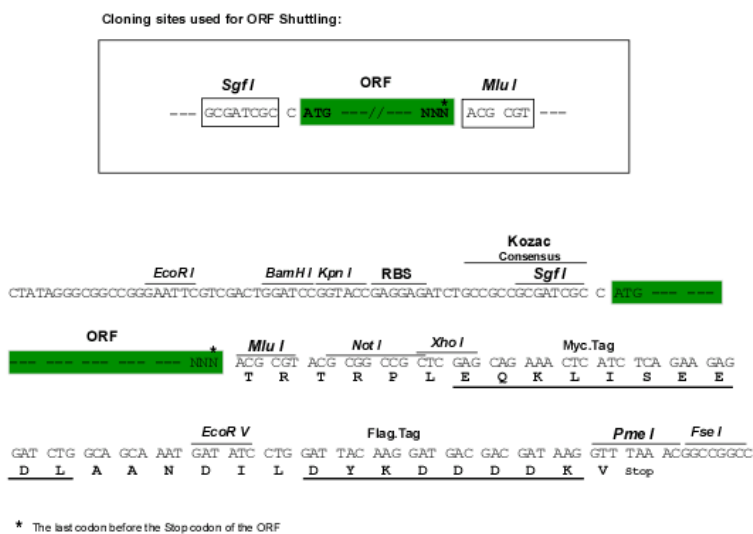 Cloning sites used for ORF Shuttling:
Sgf I ORF Mlu I
--- GCGATCGC C ATG ---//--- NNN* ACG CGT ---
Kozac
Consensus
EcoR I BamH I Kpn I RBS Sgf I
CTATAGGGCGGCCGGGAATTCGTCGACTGGATCCGGTACCGAGGAGATCTGCCGCCGCGATCGC C ATG --- ---
ORF
Mlu I Not I Xho I Myc.Tag
--- --- --- --- --- --- NNN* ACG CGT ACG CGG CCG CTC GAG CAG AAA CTC ATC TCA GAA GAG
T R T R P L E Q K L I S E E
EcoR V Flag.Tag Pme I Fse I
GAT CTG GCA GCA AAT GAT ATC CTG GAT TAC AAG GAT GAC GAC GAT AAG GTT TAA ACGGCCGGCC
D L A A N D I L D Y K D D D D K V Stop
* The last codon before the Stop codon of the ORF